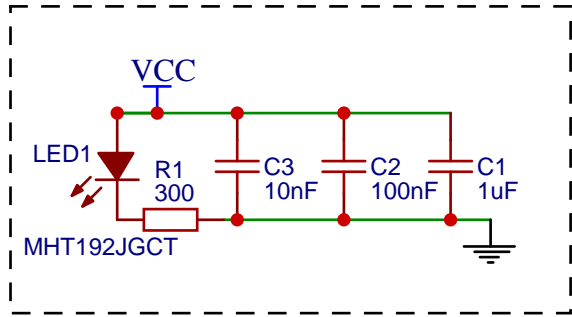 VCC
LED1
R1
300
MHT192JGCT
C3
10nF
C2
100nF
C1
1uF